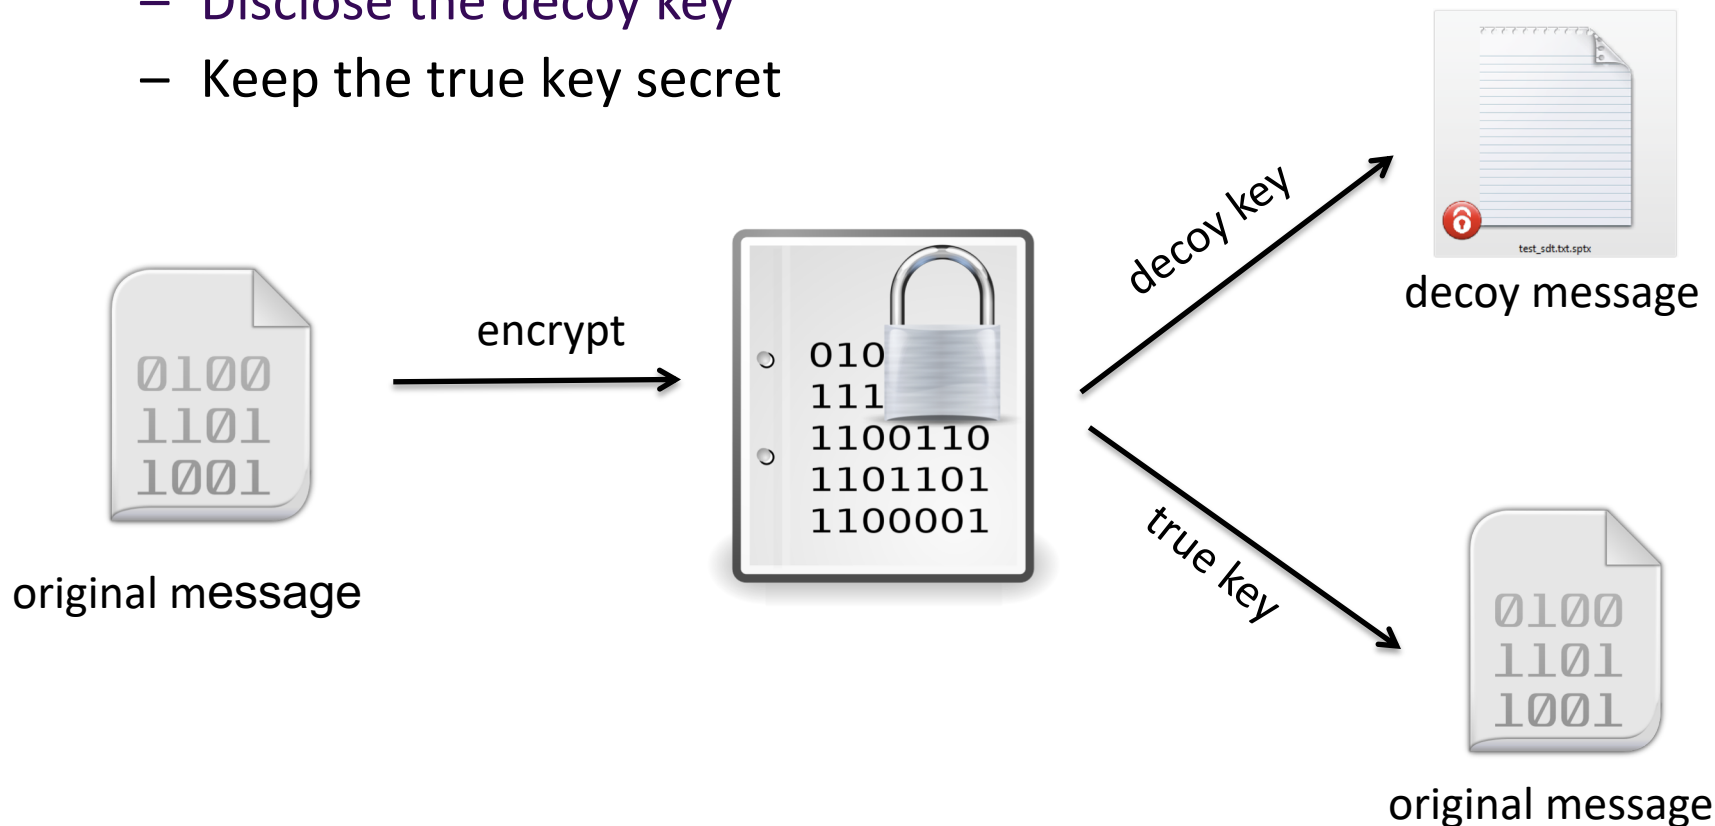 – Disclose the decoy key
– Keep the true key secret
decoy key
test_sdt.txt.sptx
decoy message
encrypt
0100
1101
1001
010
111
1100110
1101101
1100001
original message
true key
0100
1101
1001
original message